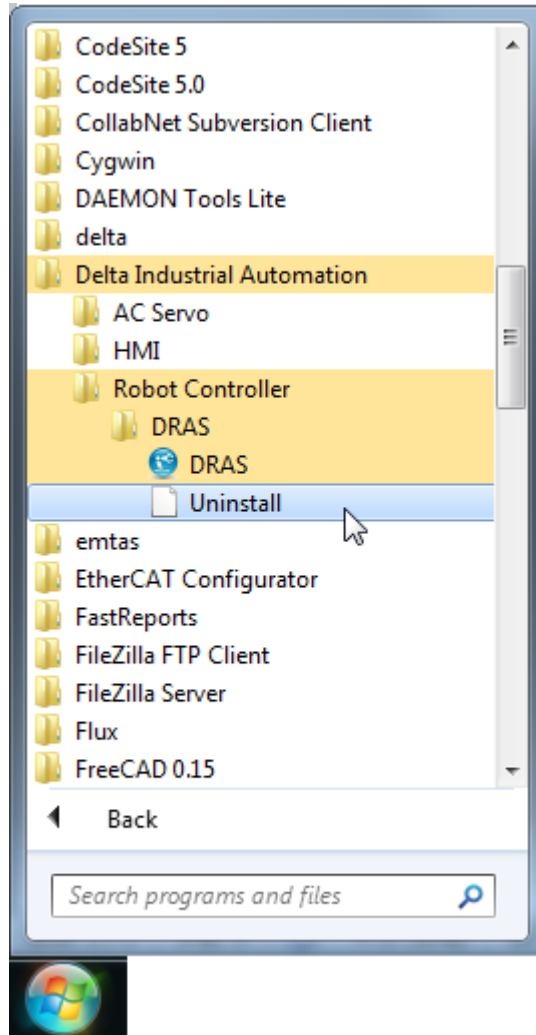 CodeSite 5
CodeSite 5.0
CollabNet Subversion Client
Cygwin
DAEMON Tools Lite
delta
Delta Industrial Automation
AC Servo
HMI
Robot Controller
DRAS
DRAS
Uninstall
emtas
EtherCAT Configurator
FastReports
FileZilla FTP Client
FileZilla Server
Flux
FreeCAD 0.15
Back
Search programs and files